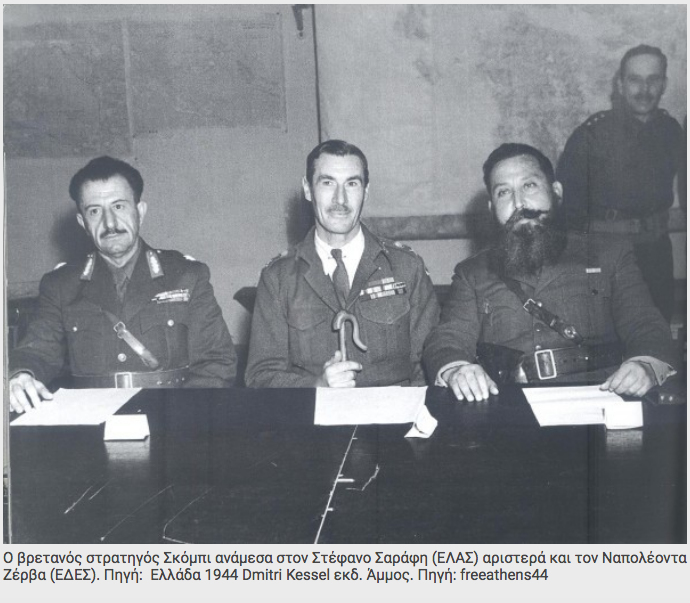 Ο βρετανός στρατηγός Σκόμπι ανάμεσα στον Στέφανο Σαράφη (ΕΛΑΣ) αριστερά και τον Ναπολέοντα
Ζέρβα (ΕΔΕΣ). Πηγή:  Ελλάδα 1944 Dmitri Kessel εκδ. Άμμος. Πηγή: freeathens44